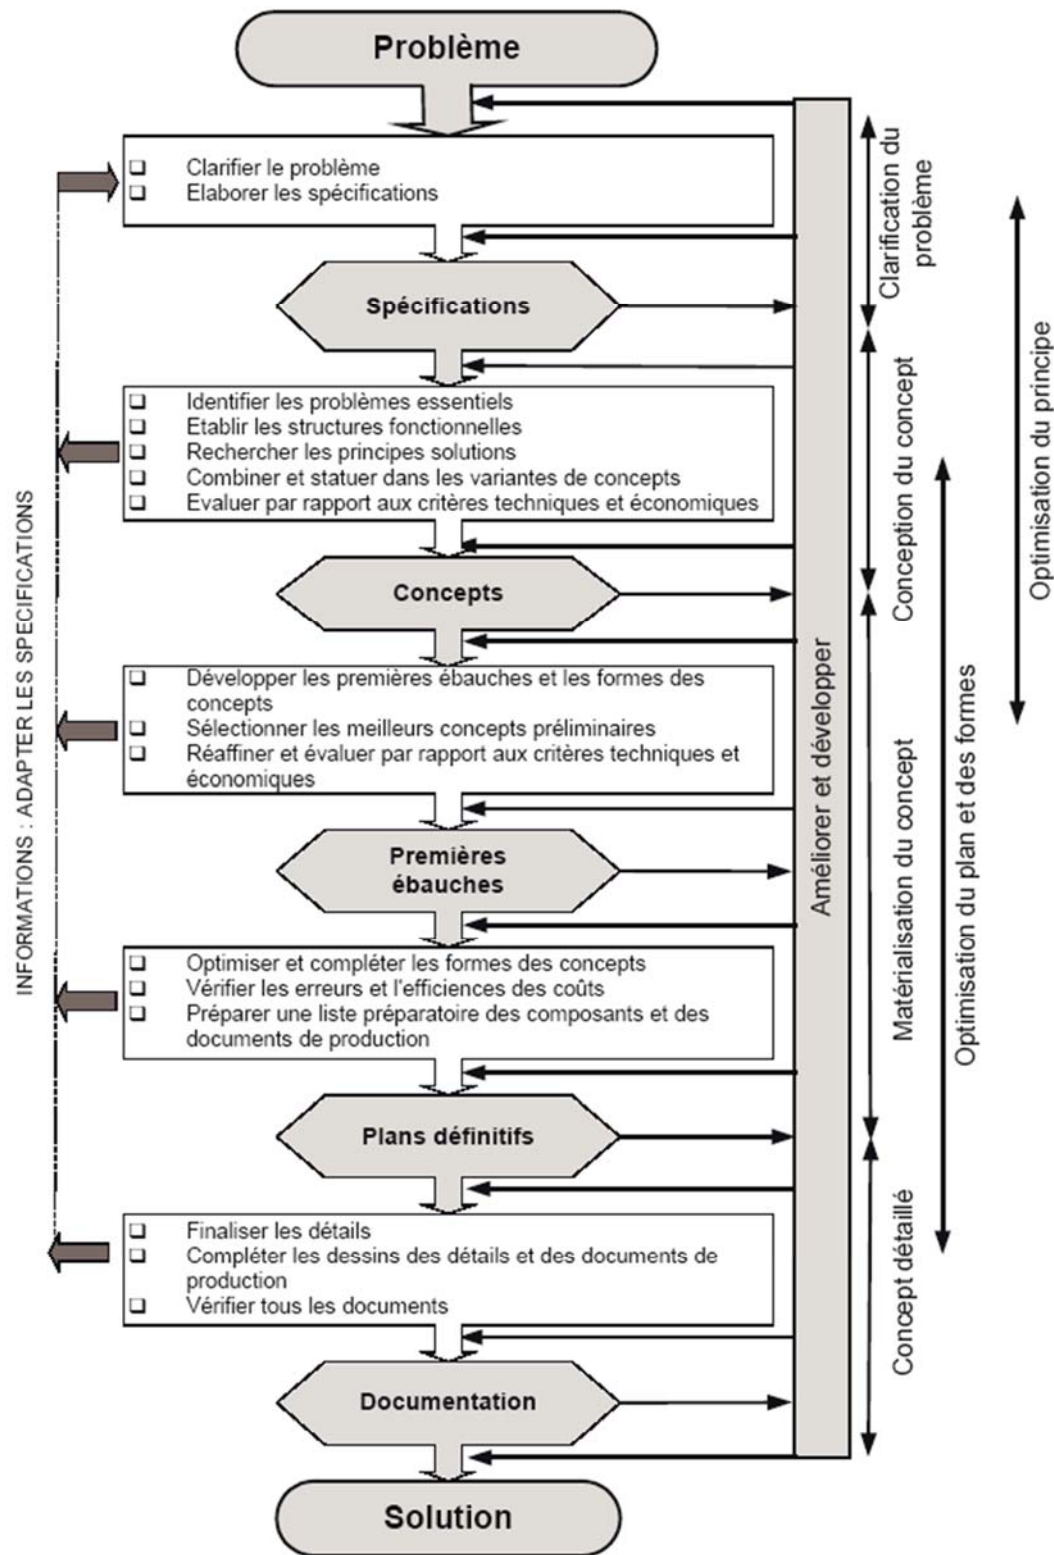 Problème
❑ Clarifier le problème
❑ Elaborer les spécifications
Spécifications
❑ Identifier les problèmes essentiels
❑ Etablir les structures fonctionnelles
❑ Rechercher les principes solutions
❑ Combiner et statuer dans les variantes de concepts
❑ Evaluer par rapport aux critères techniques et économiques
Concepts
❑ Développer les premières ébauches et les formes des
concepts
❑ Sélectionner les meilleurs concepts préliminaires
❑ Réaffiner et évaluer par rapport aux critères techniques et
économiques
Premières
ébauches
❑ Optimiser et compléter les formes des concepts
❑ Vérifier les erreurs et l'efficiences des coûts
❑ Préparer une liste préparatoire des composants et des
documents de production
Plans définitifs
❑ Finaliser les détails
❑ Compléter les dessins des détails et des documents de
production
❑ Vérifier tous les documents
Documentation
Solution
INFORMATIONS : ADAPTER LES SPECIFICATIONS
Améliorer et développer
Clarification du
problème
Conception du concept
Matérialisation du concept
Concept détaillé
Optimisation du plan et des formes
Optimisation du principe